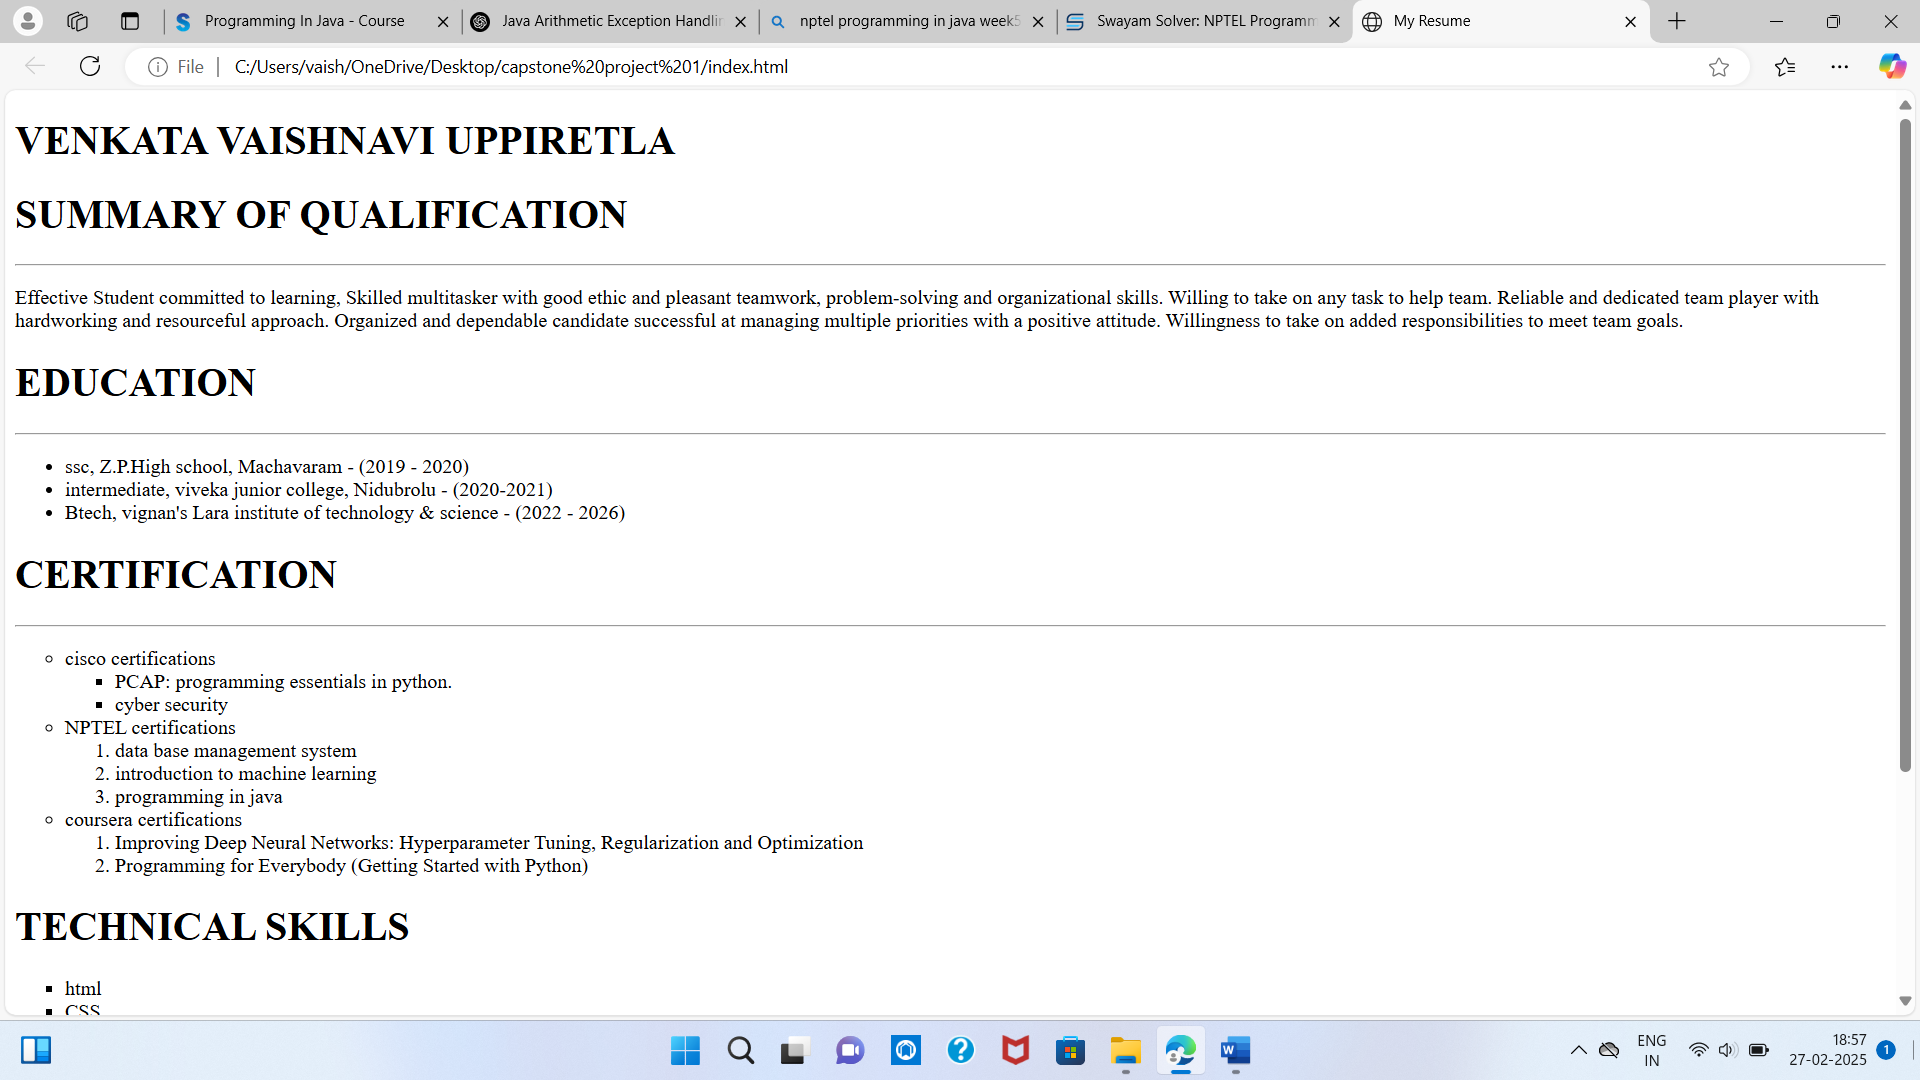 Programming In Java - Course
Java Arithmetic Exception Handlin
nptel programming in java week5
Swayam Solver: NPTEL Programm
My Resume
File
C:/Users/vaish/OneDrive/Desktop/capstone%20project%201/index.html
VENKATA VAISHNAVI UPPIRETLA
SUMMARY OF QUALIFICATION
Effective Student committed to learning, Skilled multitasker with good ethic and pleasant teamwork, problem-solving and organizational skills. Willing to take on any task to help team. Reliable and dedicated team player with
hardworking and resourceful approach. Organized and dependable candidate successful at managing multiple priorities with a positive attitude. Willingness to take on added responsibilities to meet team goals.
EDUCATION
ssc, Z.P.High school, Machavaram - (2019 - 2020)
intermediate, viveka junior college, Nidubrolu - (2020-2021)
Btech, vignan's Lara institute of technology & science - (2022 - 2026)
CERTIFICATION
cisco certifications
PCAP: programming essentials in python.
cyber security
NPTEL certifications
1. data base management system
2. introduction to machine learning
3. programming in java
coursera certifications
1. Improving Deep Neural Networks: Hyperparameter Tuning, Regularization and Optimization
2. Programming for Everybody (Getting Started with Python)
TECHNICAL SKILLS
html
CSS
ENG
IN
18:57
27-02-2025
1